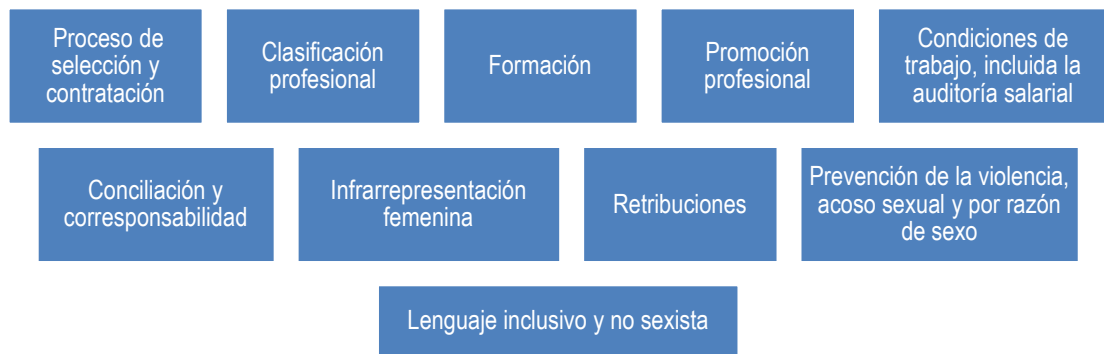 Proceso de
selección y
contratación
Clasificación
profesional
Formación
Promoción
profesional
Condiciones de
trabajo, incluida la
auditoría salarial
Conciliación y
corresponsabilidad
Infrarrepresentación
femenina
Retribuciones
Prevención de la violencia,
acoso sexual y por razón
de sexo
Lenguaje inclusivo y no sexista